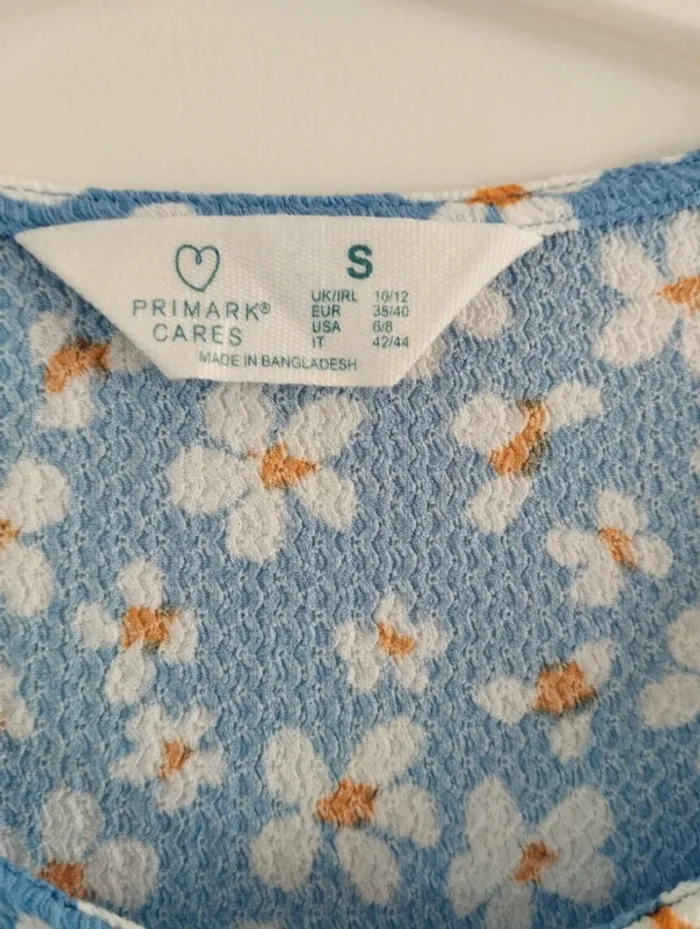 S
PRIMARK®
CARES
UK/IRL 10/12
EUR 38/40
USA 6/8
IT 42/44
MADE IN BANGLADESH